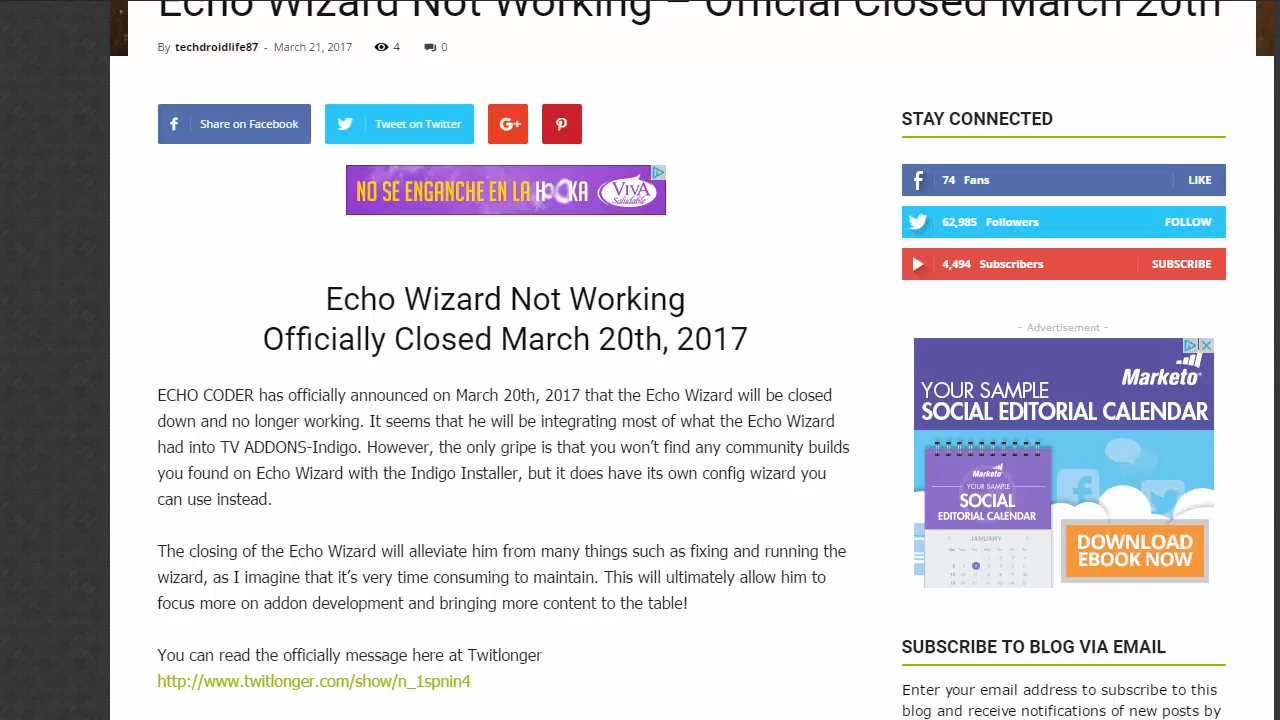 Echo Wizard Not Working – Official Closed March 20th
By techdroidlife87 - March 21, 2017 4 0
Share on Facebook
Tweet on Twitter
G+
NO SE ENGANCHE EN LA HOOKA VIVA Saludable
Echo Wizard Not Working
Officially Closed March 20th, 2017
ECHO CODER has officially announced on March 20th, 2017 that the Echo Wizard will be closed
down and no longer working. It seems that he will be integrating most of what the Echo Wizard
had into TV ADDONS-Indigo. However, the only gripe is that you won’t find any community builds
you found on Echo Wizard with the Indigo Installer, but it does have its own config wizard you
can use instead.
The closing of the Echo Wizard will alleviate him from many things such as fixing and running the
wizard, as I imagine that it’s very time consuming to maintain. This will ultimately allow him to
focus more on addon development and bringing more content to the table!
You can read the officially message here at Twitlonger
http://www.twitlonger.com/show/n_1spnin4
STAY CONNECTED
74 Fans LIKE
62,985 Followers FOLLOW
4,494 Subscribers SUBSCRIBE
- Advertisement -
Marketo
YOUR SAMPLE
SOCIAL EDITORIAL CALENDAR
Marketo
YOUR SAMPLE
SOCIAL
EDITORIAL CALENDAR
JANUARY
DOWNLOAD
EBOOK NOW
SUBSCRIBE TO BLOG VIA EMAIL
Enter your email address to subscribe to this
blog and receive notifications of new posts by